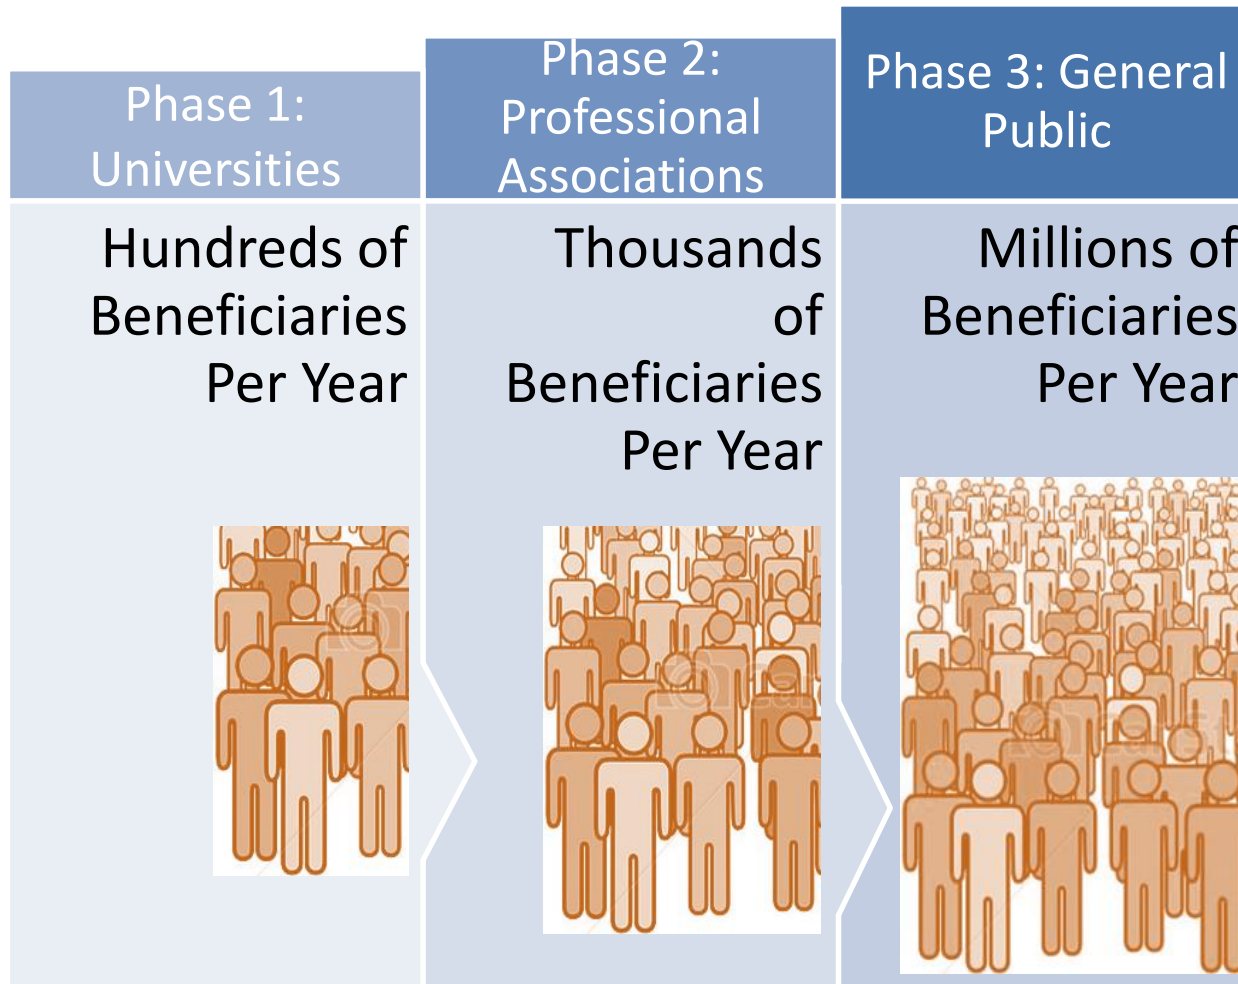 Phase 1:
Universities
Phase 2:
Professional
Associations
Phase 3: General
Public
Hundreds of
Beneficiaries
Per Year
Thousands
of
Beneficiaries
Per Year
Millions of
Beneficiaries
Per Year